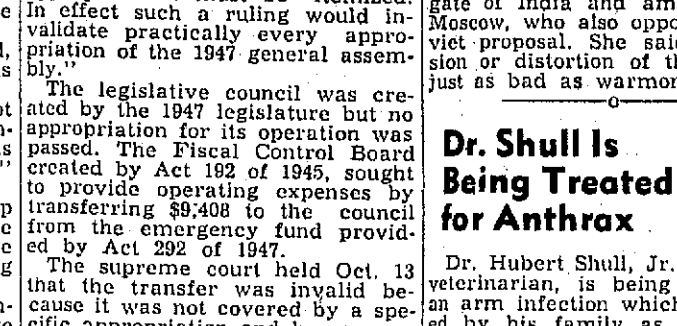 In effect such a ruling would in-
validate practically every appro-
priation of the 1947 general assem-
bly."
The legislative council was cre-
ated by the 1947 legislature but no
appropriation for its operation was
passed. The Fiscal Control Board
created by Act 192 of 1945, sought
to provide operating expenses by
transferring $9,408 to the council
from the emergency fund provid-
ed by Act 292 of 1947.
The supreme court held Oct. 13
that the transfer was invalid be-
cause it was not covered by a spe-
cific appropriation and
gate of India and
Moscow, who also
viet proposal. She
sion or distortion of
just as bad as
Dr. Shull Is
Being Treated
for Anthrax
Dr. Hubert Shull, Jr.
veterinarian, is being
an arm infection
ed by his family as